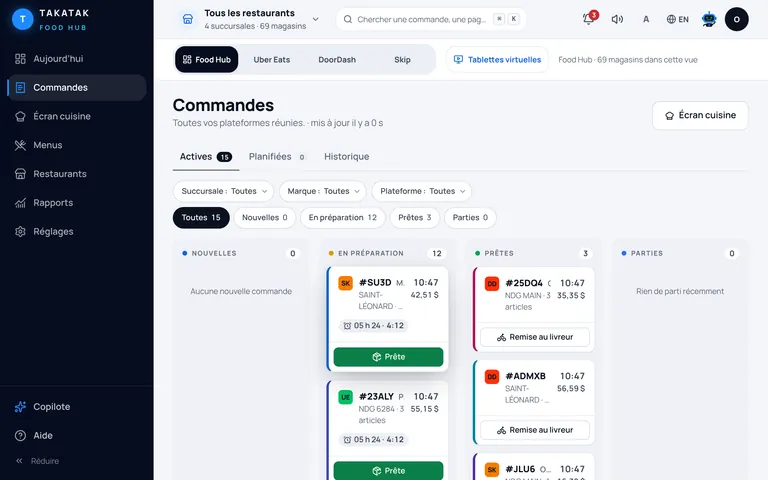 T
TAKATAK
FOOD HUB
Aujourd'hui
Commandes
Écran cuisine
Menus
Restaurants
Rapports
Réglages
Copilote
Aide
Réduire
Tous les restaurants
4 succursales · 69 magasins
Chercher une commande, une pag... ⌘ K
3
A
EN
O
Food Hub
Uber Eats
DoorDash
Skip
Tablettes virtuelles
Food Hub · 69 magasins dans cette vue
Commandes
Toutes vos plateformes réunies. · mis à jour il y a 0 s
Écran cuisine
Actives 15
Planifiées 0
Historique
Succursale : Toutes
Marque : Toutes
Plateforme : Toutes
Toutes 15
Nouvelles 0
En préparation 12
Prêtes 3
Parties 0
NOUVELLES 0
Aucune nouvelle commande
EN PRÉPARATION 12
SK #SU3D M. 10:47
SAINT- 42,51 $
LÉONARD · ...
05 h 24 · 4:12
Prête
UE #23ALY P 10:47
NDG 6284 · 3 55,15 $
articles
05 h 24 · 4:12
Prête
PRÊTES 3
DD #25DQ4 10:47
NDG MAIN · 3 35,35 $
articles
Remise au livreur
DD #ADMXB 10:47
SAINT- 56,59 $
LÉONARD · ...
Remise au livreur
SK #JLU6 O... 10:47
PARTIES 0
Rien de parti récemment